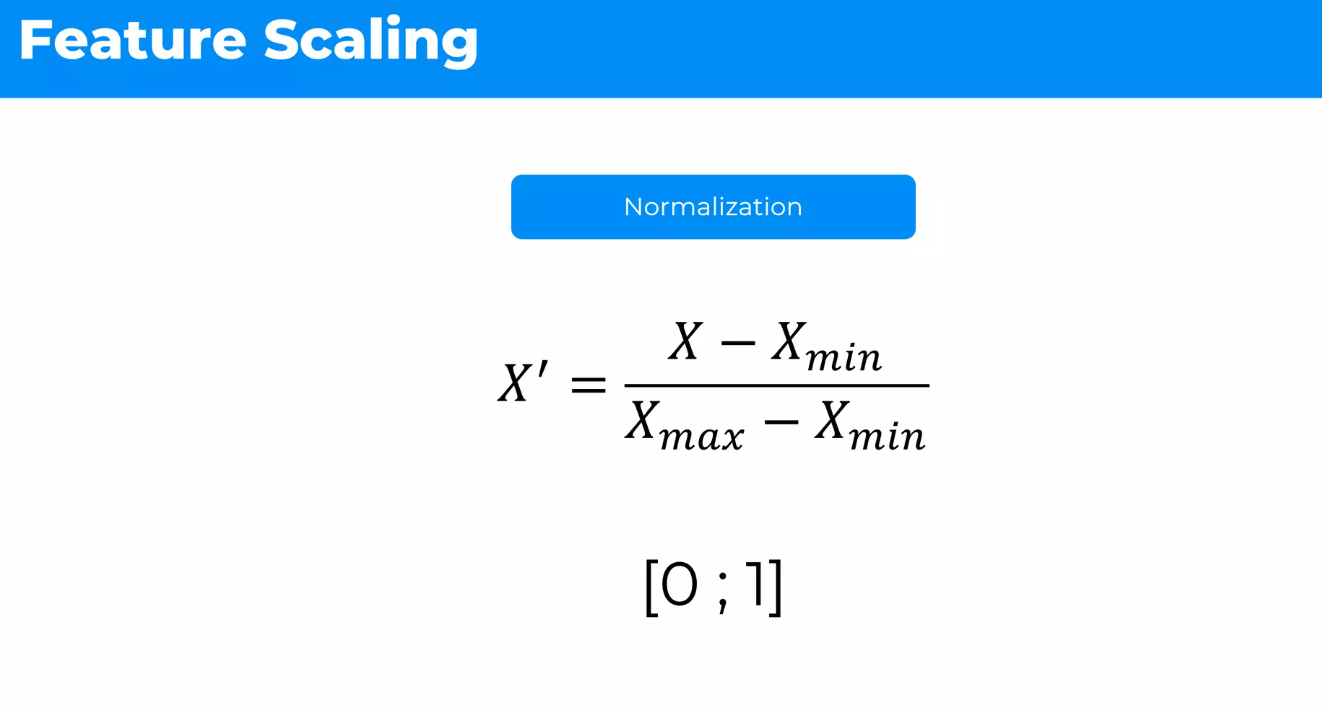 Feature Scaling
Normalization
X′ = (X − X_min) / (X_max − X_min)
[0 ; 1]